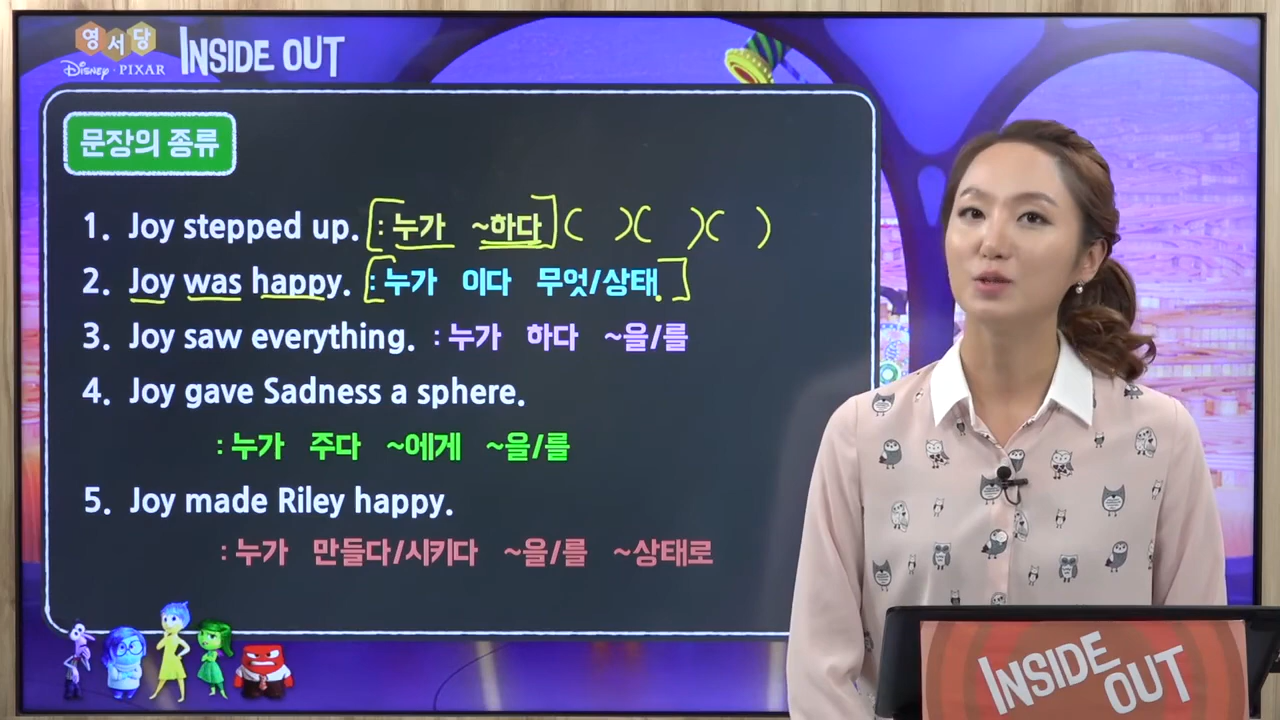 영서당
Disney · PIXAR
INSIDE OUT
문장의 종류
1. Joy stepped up. [: 누가 ~하다] ( )( )( )
2. Joy was happy. [: 누가 이다 무엇/상태]
3. Joy saw everything. : 누가 하다 ~을/를
4. Joy gave Sadness a sphere.
: 누가 주다 ~에게 ~을/를
5. Joy made Riley happy.
: 누가 만들다/시키다 ~을/를 ~상태로
INSIDE OUT